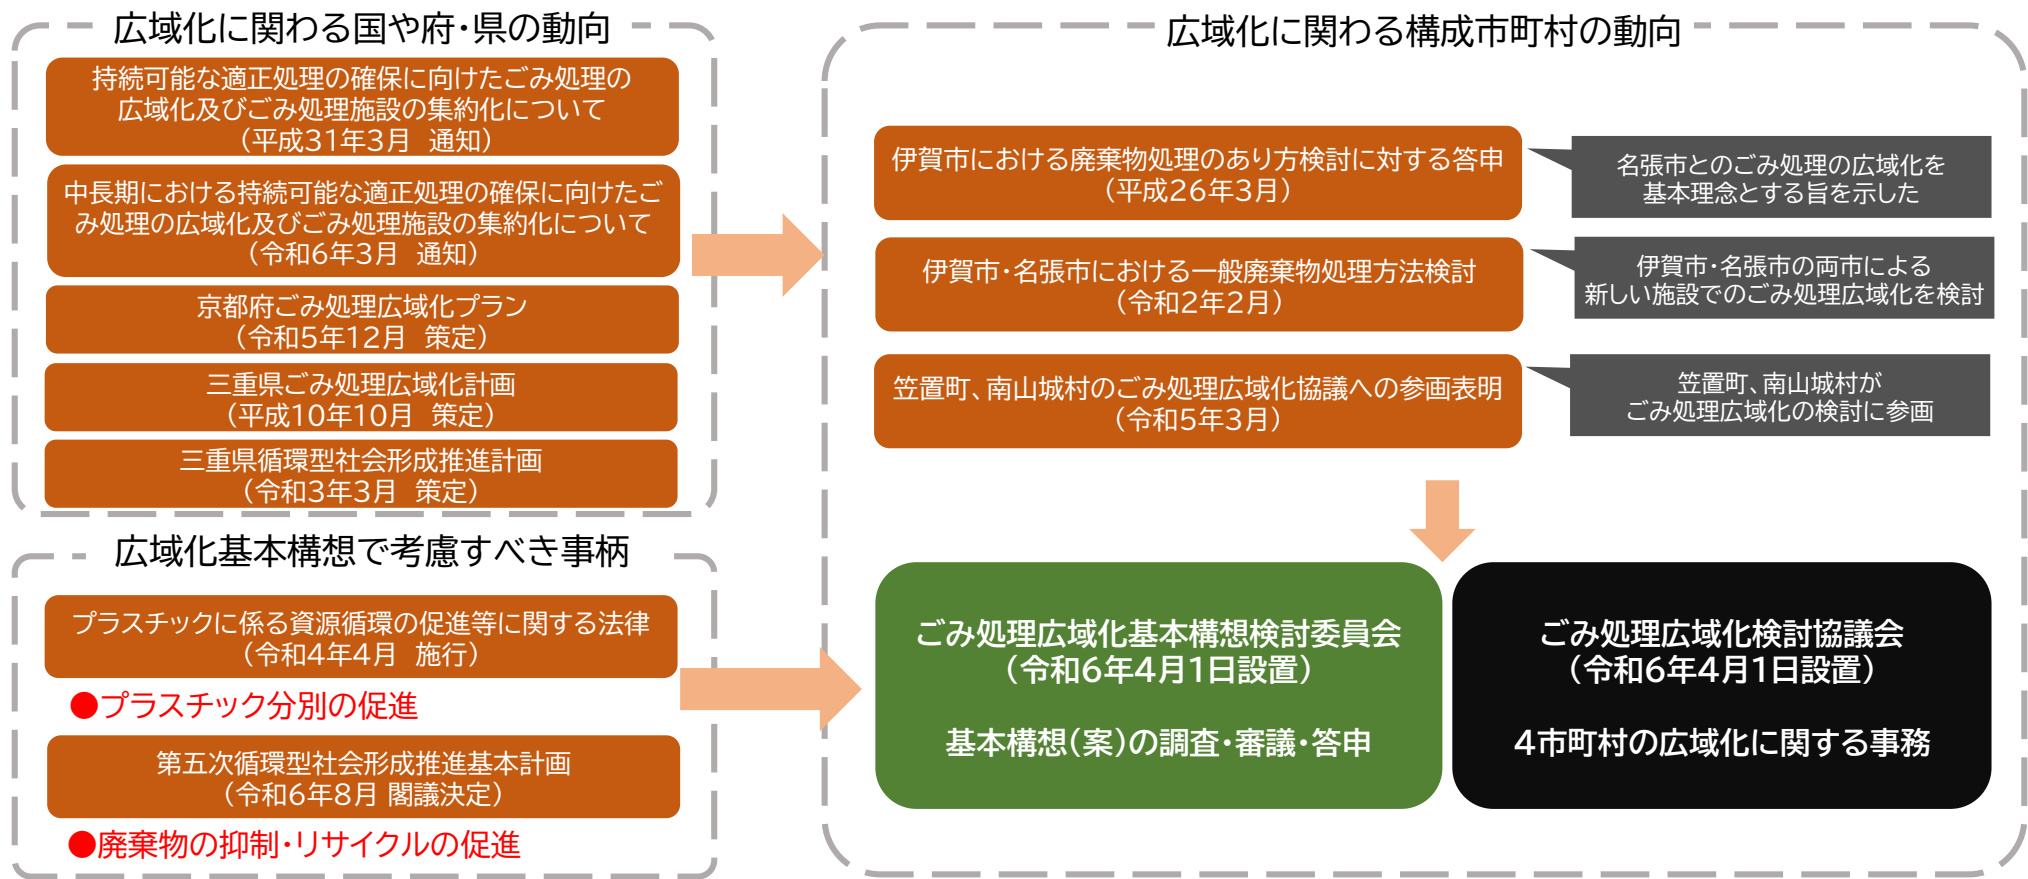 広域化に関わる国や府・県の動向
持続可能な適正処理の確保に向けたごみ処理の
広域化及びごみ処理施設の集約化について
（平成31年3月　通知）
中長期における持続可能な適正処理の確保に向けたご
み処理の広域化及びごみ処理施設の集約化について
（令和6年3月　通知）
京都府ごみ処理広域化プラン
（令和5年12月　策定）
三重県ごみ処理広域化計画
（平成10年10月　策定）
三重県循環型社会形成推進計画
（令和3年3月　策定）
広域化基本構想で考慮すべき事柄
プラスチックに係る資源循環の促進等に関する法律
（令和4年4月　施行）
●プラスチック分別の促進
第五次循環型社会形成推進基本計画
（令和6年8月 閣議決定）
●廃棄物の抑制・リサイクルの促進
広域化に関わる構成市町村の動向
伊賀市における廃棄物処理のあり方検討に対する答申
（平成26年3月）
名張市とのごみ処理の広域化を
基本理念とする旨を示した
伊賀市・名張市における一般廃棄物処理方法検討
（令和2年2月）
伊賀市・名張市の両市による
新しい施設でのごみ処理広域化を検討
笠置町、南山城村のごみ処理広域化協議への参画表明
（令和5年3月）
笠置町、南山城村が
ごみ処理広域化の検討に参画
ごみ処理広域化基本構想検討委員会
（令和6年4月1日設置）
基本構想（案）の調査・審議・答申
ごみ処理広域化検討協議会
（令和6年4月1日設置）
4市町村の広域化に関する事務